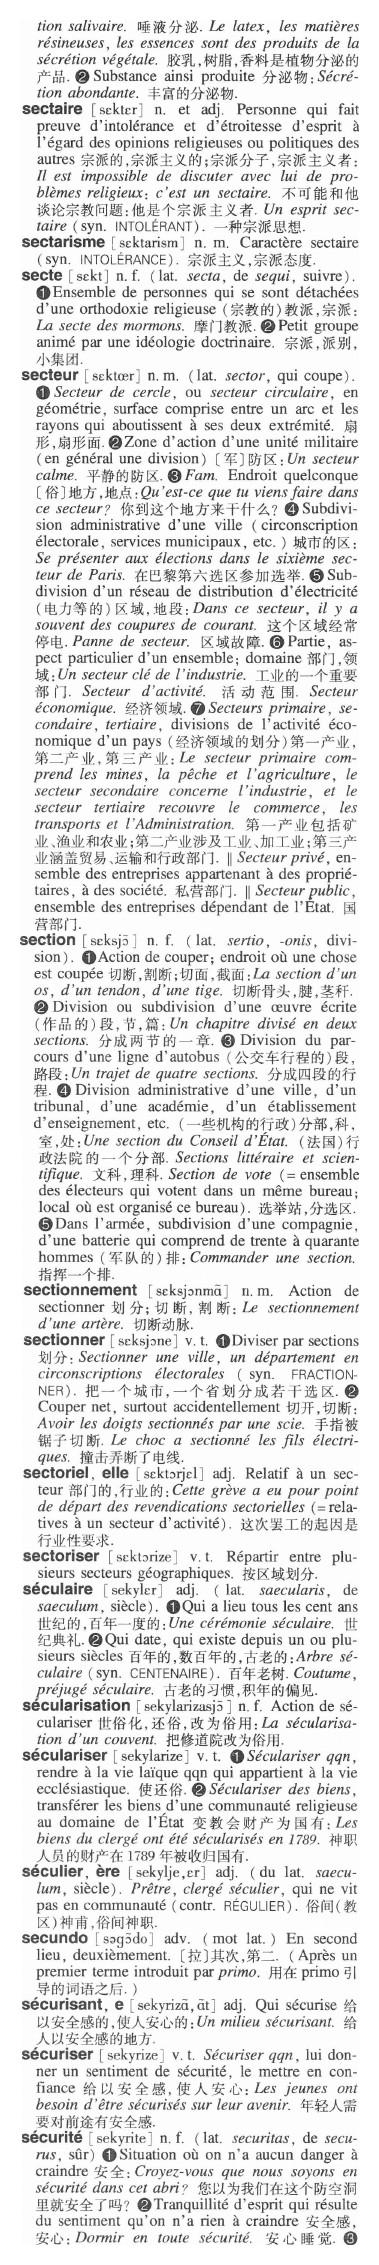 tion salivaire. 唾液分泌. Le latex, les matières
résineuses, les essences sont des produits de la
sécrétion végétale. 胶乳,树脂,香料是植物分泌的
产品. ❷ Substance ainsi produite 分泌物: Sécré-
tion abondante. 丰富的分泌物.
sectaire [sɛktɛr] n. et adj. Personne qui fait
preuve d'intolérance et d'étroitesse d'esprit à
l'égard des opinions religieuses ou politiques des
autres 宗派的,宗派主义的;宗派分子,宗派主义者:
Il est impossible de discuter avec lui de pro-
blèmes religieux: c'est un sectaire. 不可能和他
谈论宗教问题:他是个宗派主义者. Un esprit sec-
taire (syn. INTOLÉRANT). 一种宗派思想.
sectarisme [sɛktarism] n. m. Caractère sectaire
(syn. INTOLÉRANCE). 宗派主义,宗派态度.
secte [sɛkt] n. f. (lat. secta, de sequi, suivre).
❶ Ensemble de personnes qui se sont détachées
d'une orthodoxie religieuse (宗教的)教派,宗派:
La secte des mormons. 摩门教派. ❷ Petit groupe
animé par une idéologie doctrinaire. 宗派,派别,
小集团.
secteur [sɛktœr] n. m. (lat. sector, qui coupe).
❶ Secteur de cercle, ou secteur circulaire, en
géométrie, surface comprise entre un arc et les
rayons qui aboutissent à ses deux extrémité. 扇
形,扇形面. ❷ Zone d'action d'une unité militaire
(en général une division) 〔军〕防区: Un secteur
calme. 平静的防区. ❸ Fam. Endroit quelconque
〔俗〕地方,地点: Qu'est-ce que tu viens faire dans
ce secteur? 你到这个地方来干什么? ❹ Subdivi-
sion administrative d'une ville (circonscription
électorale, services municipaux, etc.) 城市的区:
Se présenter aux élections dans le sixième sec-
teur de Paris. 在巴黎第六选区参加选举. ❺ Sub-
division d'un réseau de distribution d'électricité
(电力等的)区域,地段: Dans ce secteur, il y a
souvent des coupures de courant. 这个区域经常
停电. Panne de secteur. 区域故障. ❻ Partie, as-
pect particulier d'un ensemble; domaine 部门,领
域: Un secteur clé de l'industrie. 工业的一个重要
部门. Secteur d'activité. 活动范围. Secteur
économique. 经济领域. ❼ Secteurs primaire, se-
condaire, tertiaire, divisions de l'activité éco-
nomique d'un pays (经济领域的划分)第一产业,
第二产业,第三产业: Le secteur primaire com-
prend les mines, la pêche et l'agriculture, le
secteur secondaire concerne l'industrie, et le
secteur tertiaire recouvre le commerce, les
transports et l'Administration. 第一产业包括矿
业、渔业和农业;第二产业涉及工业、加工业;第三产
业涵盖贸易、运输和行政部门. ‖ Secteur privé, en-
semble des entreprises appartenant à des proprié-
taires, à des société. 私营部门. ‖ Secteur public,
ensemble des entreprises dépendant de l'État. 国
营部门.
section [sɛksjɔ̃] n. f. (lat. sertio, -onis, divi-
sion). ❶ Action de couper; endroit où une chose
est coupée 切断,割断;切面,截面: La section d'un
os, d'un tendon, d'une tige. 切断骨头,腱,茎秆.
❷ Division ou subdivision d'une œuvre écrite
(作品的)段,节,篇: Un chapitre divisé en deux
sections. 分成两节的一章. ❸ Division du par-
cours d'une ligne d'autobus (公交车行程的)段,
路段: Un trajet de quatre sections. 分成四段的行
程. ❹ Division administrative d'une ville, d'un
tribunal, d'une académie, d'un établissement
d'enseignement, etc. (一些机构的行政)分部,科,
室,处: Une section du Conseil d'État. (法国)行
政法院的一个分部. Sections littéraire et scien-
tifique. 文科,理科. Section de vote (= ensemble
des électeurs qui votent dans un même bureau;
local où est organisé ce bureau). 选举站,分选区.
❺ Dans l'armée, subdivision d'une compagnie,
d'une batterie qui comprend de trente à quarante
hommes (军队的)排: Commander une section.
指挥一个排.
sectionnement [sɛksjɔnmɑ̃] n. m. Action de
sectionner 划分;切断,割断: Le sectionnement
d'une artère. 切断动脉.
sectionner [sɛksjɔne] v. t. ❶ Diviser par sections
划分: Sectionner une ville, un département en
circonscriptions électorales (syn. FRACTION-
NER). 把一个城市,一个省划分成若干选区. ❷
Couper net, surtout accidentellement 切开,切断:
Avoir les doigts sectionnés par une scie. 手指被
锯子切断. Le choc a sectionné les fils électri-
ques. 撞击弄断了电线.
sectoriel, elle [sɛktɔrjɛl] adj. Relatif à un sec-
teur 部门的,行业的: Cette grève a eu pour point
de départ des revendications sectorielles (= rela-
tives à un secteur d'activité). 这次罢工的起因是
行业性要求.
sectoriser [sɛktɔrize] v. t. Répartir entre plu-
sieurs secteurs géographiques. 按区域划分.
séculaire [sekylɛr] adj. (lat. saecularis, de
saeculum, siècle). ❶ Qui a lieu tous les cent ans
世纪的,百年一度的: Une cérémonie séculaire. 世
纪典礼. ❷ Qui date, qui existe depuis un ou plu-
sieurs siècles 百年的,数百年的,古老的: Arbre sé-
culaire (syn. CENTENAIRE). 百年老树. Coutume,
préjugé séculaire. 古老的习惯,积年的偏见.
sécularisation [sekylarizasjɔ̃] n. f. Action de sé-
culariser 世俗化,还俗,改为俗用: La sécularisa-
tion d'un couvent. 把修道院改为俗用.
séculariser [sekylarize] v. t. ❶ Séculariser qqn,
rendre à la vie laïque qqn qui appartient à la vie
ecclésiastique. 使还俗. ❷ Séculariser des biens,
transférer les biens d'une communauté religieuse
au domaine de l'État 变教会财产为国有: Les
biens du clergé ont été sécularisés en 1789. 神职
人员的财产在 1789 年被收归国有.
séculier, ère [sekylje, ɛr] adj. (du lat. saecu-
lum, siècle). Prêtre, clergé séculier, qui ne vit
pas en communauté (contr. RÉGULIER). 俗间(教
区)神甫,俗间神职.
secundo [səgɔ̃do] adv. (mot lat.) En second
lieu, deuxièmement. 〔拉〕其次,第二. (Après un
premier terme introduit par primo. 用在 primo 引
导的词语之后.)
sécurisant, e [sekyrizɑ̃, ɑ̃t] adj. Qui sécurise 给
以安全感的,使人安心的: Un milieu sécurisant. 给
人以安全感的地方.
sécuriser [sekyrize] v. t. Sécuriser qqn, lui don-
ner un sentiment de sécurité, le mettre en con-
fiance 给以安全感,使人安心: Les jeunes ont
besoin d'être sécurisés sur leur avenir. 年轻人需
要对前途有安全感.
sécurité [sekyrite] n. f. (lat. securitas, de secu-
rus, sûr) ❶ Situation où on n'a aucun danger à
craindre 安全: Croyez-vous que nous soyons en
sécurité dans cet abri? 您以为我们在这个防空洞
里就安全了吗? ❷ Tranquillité d'esprit qui résulte
du sentiment qu'on n'a rien à craindre 安全感,
安心: Dormir en toute sécurité. 安心睡觉. ❸